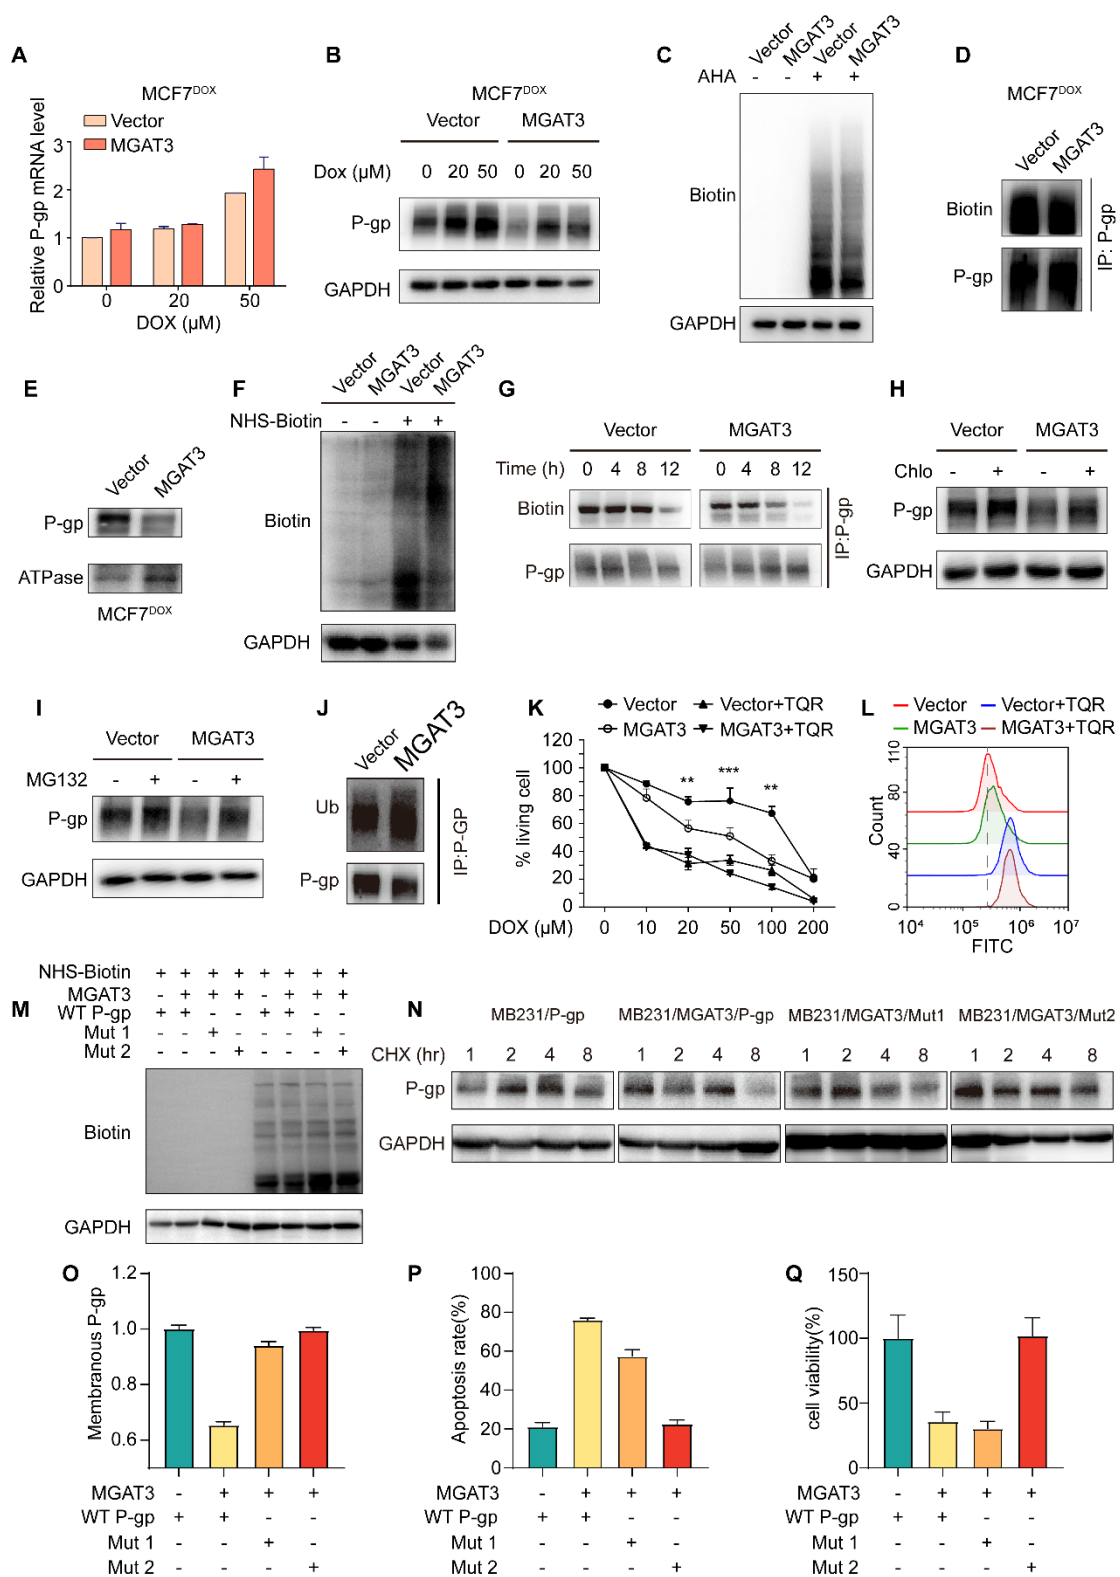 A
MCF7DOX
Vector
MGAT3
Relative P-gp mRNA level
3
2
1
0
0 20 50
DOX (µM)
B
MCF7DOX
Vector MGAT3
Dox (µM) 0 20 50 0 20 50
P-gp
GAPDH
C
Vector MGAT3 Vector MGAT3
AHA - - + +
Biotin
GAPDH
D
MCF7DOX
Vector MGAT3
Biotin
P-gp
IP: P-gp
E
Vector MGAT3
P-gp
ATPase
MCF7DOX
F
Vector MGAT3 Vector MGAT3
NHS-Biotin - - + +
Biotin
GAPDH
G
Vector MGAT3
Time (h) 0 4 8 12 0 4 8 12
Biotin
P-gp
IP:P-gp
H
Vector MGAT3
Chlo - + - +
P-gp
GAPDH
I
Vector MGAT3
MG132 - + - +
P-gp
GAPDH
J
Vector MGAT3
Ub
P-gp
IP:P-GP
K
Vector Vector+TQR
MGAT3 MGAT3+TQR
% living cell
120
100
80
60
40
20
0
** *** **
DOX (µM) 0 10 20 50 100 200
L
Vector Vector+TQR
MGAT3 MGAT3+TQR
Count
110
80
40
0
104 105 106 107
FITC
M
NHS-Biotin + + + + + + + +
MGAT3 - + + + - + + +
WT P-gp + + - - + + - -
Mut 1 - - + - - - + -
Mut 2 - - - + - - - +
Biotin
GAPDH
N
MB231/P-gp MB231/MGAT3/P-gp MB231/MGAT3/Mut1 MB231/MGAT3/Mut2
CHX (hr) 1 2 4 8 1 2 4 8 1 2 4 8 1 2 4 8
P-gp
GAPDH
O
Membranous P-gp
1.2
1.0
0.8
0.6
MGAT3 - + + +
WT P-gp + + - -
Mut 1 - - + -
Mut 2 - - - +
P
Apoptosis rate(%)
100
80
60
40
20
0
MGAT3 - + + +
WT P-gp + + - -
Mut 1 - - + -
Mut 2 - - - +
Q
cell viability(%)
150
100
50
0
MGAT3 - + + +
WT P-gp + + - -
Mut 1 - - + -
Mut 2 - - - +